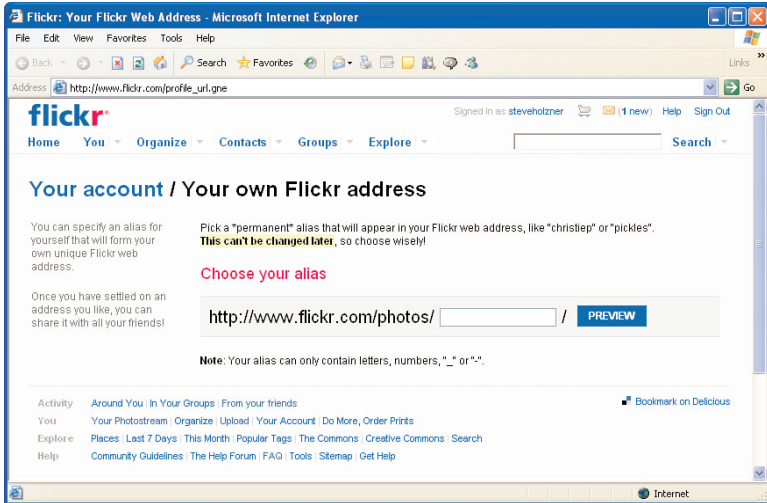 Flickr: Your Flickr Web Address - Microsoft Internet Explorer
File Edit View Favorites Tools Help
Back Search Favorites Links »
Address http://www.flickr.com/profile_url.gne Go
flickr Signed in as steveholzner (1 new) Help Sign Out
Home You Organize Contacts Groups Explore Search
Your account / Your own Flickr address
You can specify an alias for
yourself that will form your
own unique Flickr web
address.
Once you have settled on an
address you like, you can
share it with all your friends!
Pick a "permanent" alias that will appear in your Flickr web address, like "christiep" or "pickles".
This can't be changed later, so choose wisely!
Choose your alias
http://www.flickr.com/photos/ / PREVIEW
Note: Your alias can only contain letters, numbers, "_" or "-".
Activity Around You | In Your Groups | From your friends Bookmark on Delicious
You Your Photostream | Organize | Upload | Your Account | Do More, Order Prints
Explore Places | Last 7 Days | This Month | Popular Tags | The Commons | Creative Commons | Search
Help Community Guidelines | The Help Forum | FAQ | Tools | Sitemap | Get Help
Internet